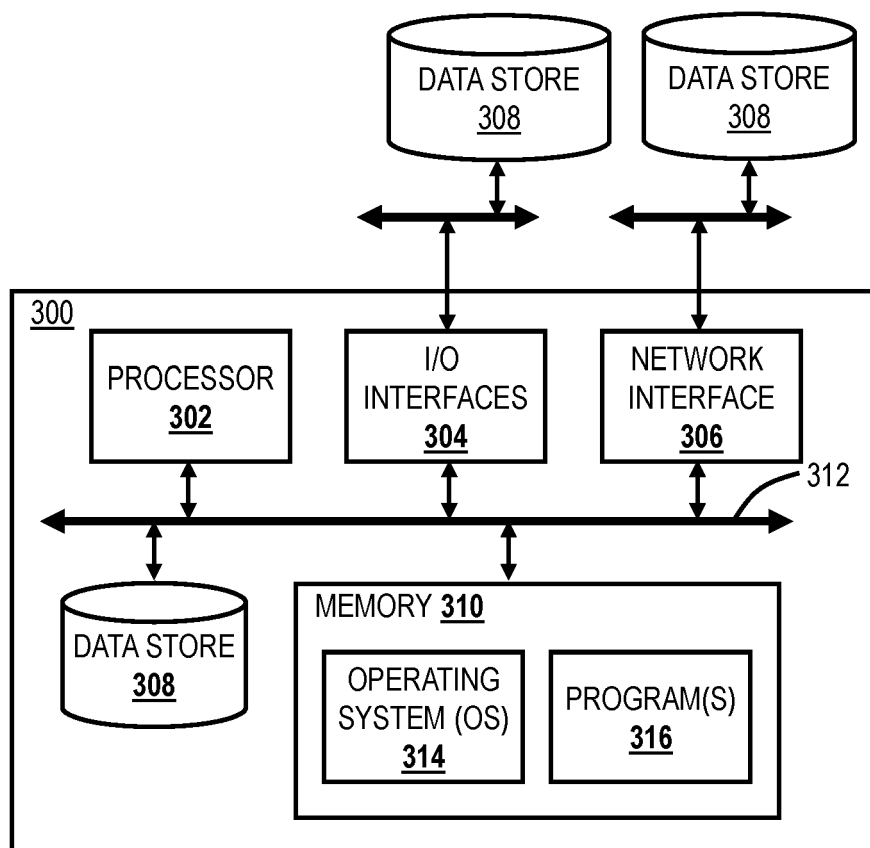 DATA STORE
308
DATA STORE
308
300
PROCESSOR
302
I/O
INTERFACES
304
NETWORK
INTERFACE
306
312
DATA STORE
308
MEMORY 310
OPERATING
SYSTEM (OS)
314
PROGRAM(S)
316